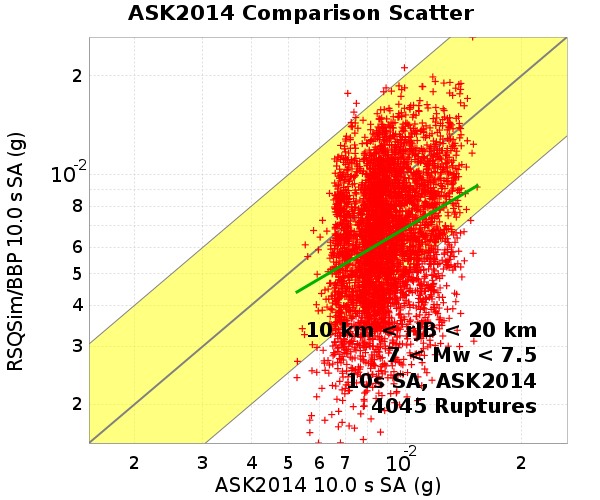 ASK2014 Comparison Scatter
RSQSim/BBP 10.0 s SA (g)
2
10-2
8
6
5
4
3
2
10 km < rJB < 20 km
7 < Mw < 7.5
10s SA, ASK2014
4045 Ruptures
2 3 4 5 6 7 10-2 2
ASK2014 10.0 s SA (g)